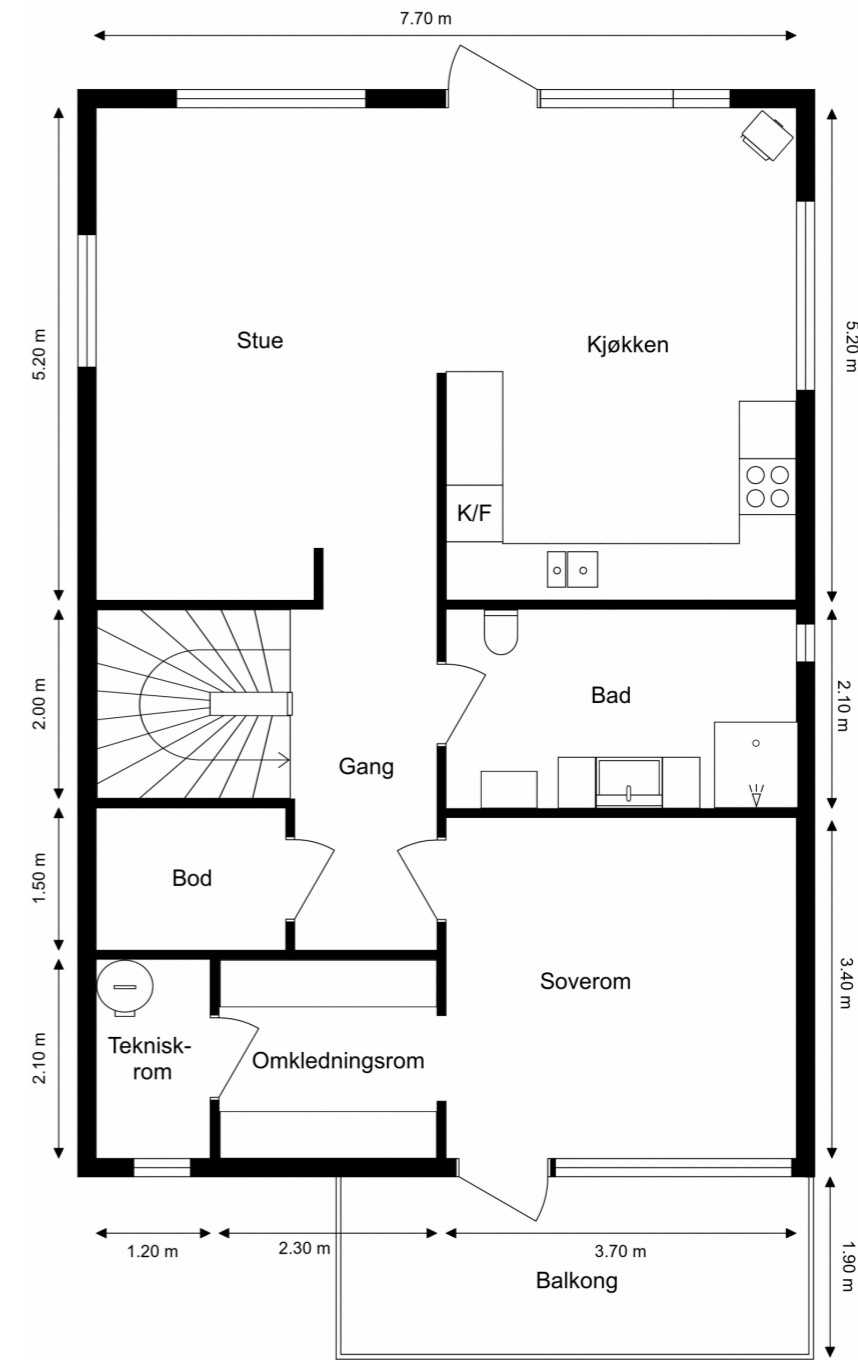 7.70 m
5.20 m
5.20 m
Stue
Kjøkken
K/F
2.00 m
2.10 m
Bad
Gang
1.50 m
Bod
3.40 m
Soverom
2.10 m
Teknisk-
rom
Omkledningsrom
1.20 m
2.30 m
3.70 m
1.90 m
Balkong